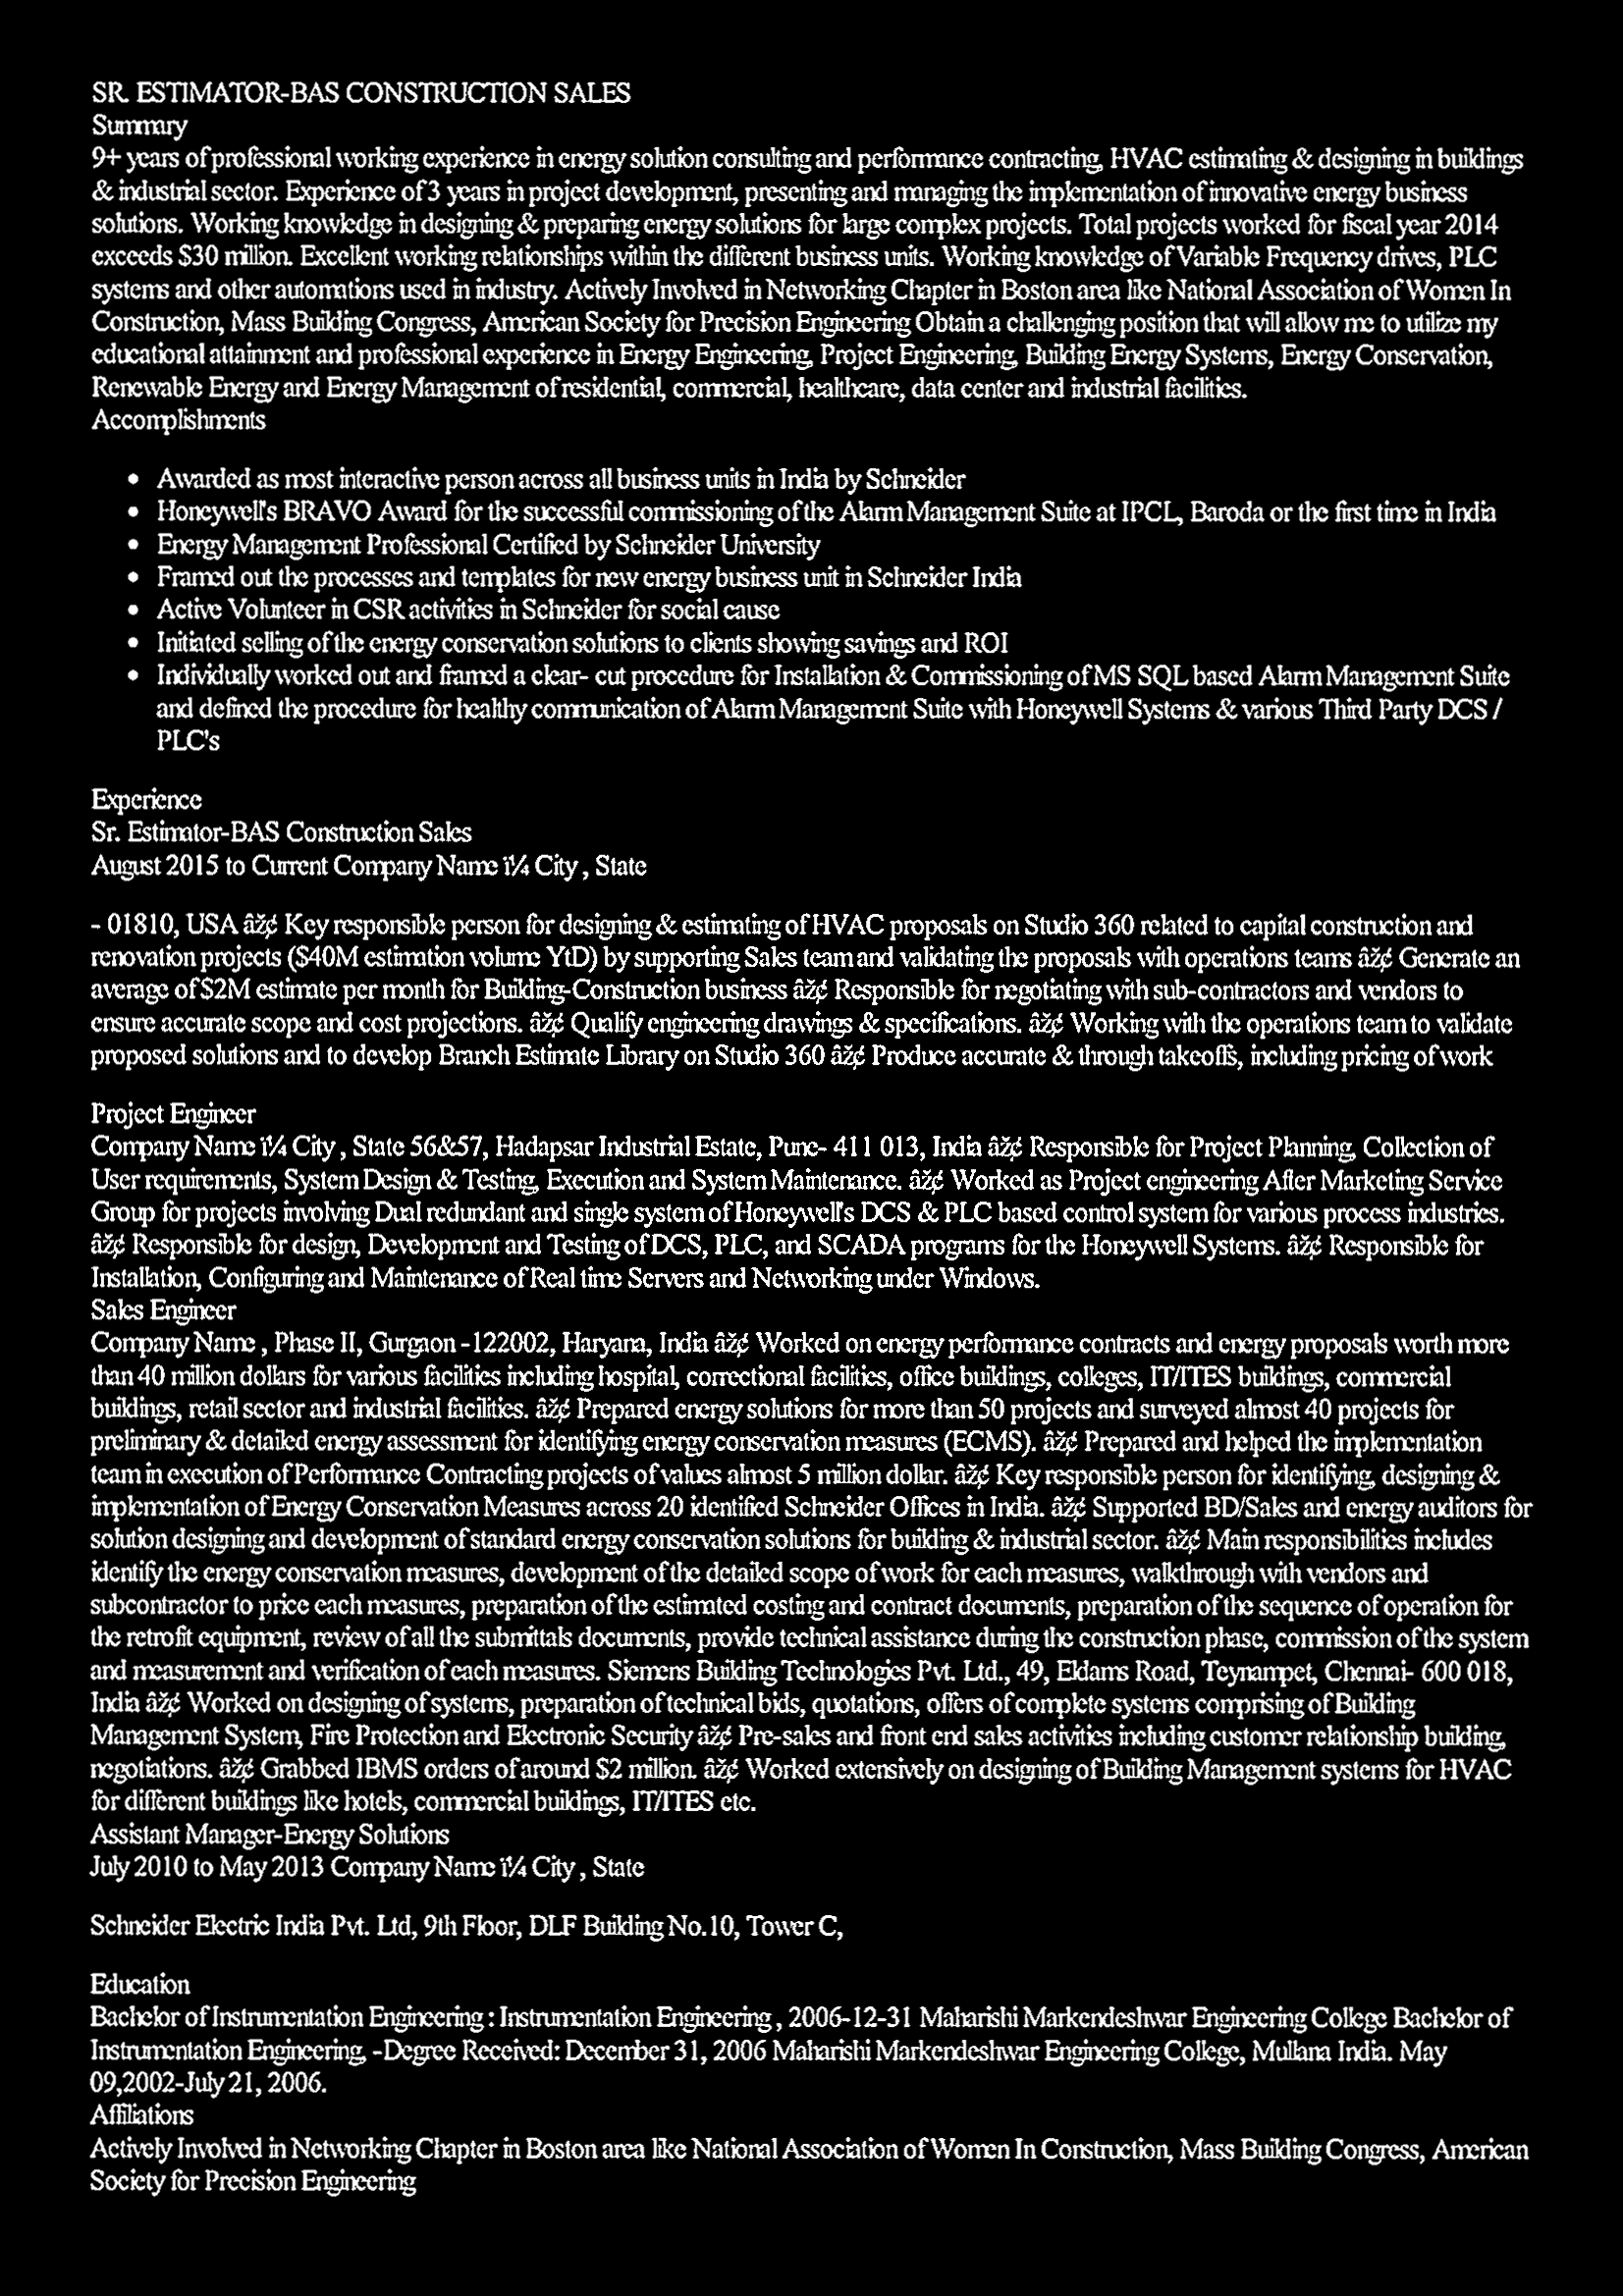 SR. ESTIMATOR-BAS CONSTRUCTION SALES
Summary
9+ years of professional working experience in energy solution consulting and performance contracting, HVAC estimating & designing in buildings
& industrial sector. Experience of 3 years in project development, presenting and managing the implementation of innovative energy business
solutions. Working knowledge in designing & preparing energy solutions for large complex projects. Total projects worked for fiscal year 2014
exceeds $30 million. Excellent working relationships within the different business units. Working knowledge of Variable Frequency drives, PLC
systems and other automations used in industry. Actively Involved in Networking Chapter in Boston area like National Association of Women In
Construction, Mass Building Congress, American Society for Precision Engineering Obtain a challenging position that will allow me to utilize my
educational attainment and professional experience in Energy Engineering, Project Engineering, Building Energy Systems, Energy Conservation,
Renewable Energy and Energy Management of residential, commercial, healthcare, data center and industrial facilities.
Accomplishments
• Awarded as most interactive person across all business units in India by Schneider
• Honeywell's BRAVO Award for the successful commissioning of the Alarm Management Suite at IPCL, Baroda or the first time in India
• Energy Management Professional Certified by Schneider University
• Framed out the processes and templates for new energy business unit in Schneider India
• Active Volunteer in CSR activities in Schneider for social cause
• Initiated selling of the energy conservation solutions to clients showing savings and ROI
• Individually worked out and framed a clear- cut procedure for Installation & Commissioning of MS SQL based Alarm Management Suite
and defined the procedure for healthy communication of Alarm Management Suite with Honeywell Systems & various Third Party DCS /
PLC's
Experience
Sr. Estimator-BAS Construction Sales
August 2015 to Current Company Name ï¼ City , State
- 01810, USA âž¢ Key responsible person for designing & estimating of HVAC proposals on Studio 360 related to capital construction and
renovation projects ($40M estimation volume YtD) by supporting Sales team and validating the proposals with operations teams âž¢ Generate an
average of $2M estimate per month for Building-Construction business âž¢ Responsible for negotiating with sub-contractors and vendors to
ensure accurate scope and cost projections. âž¢ Qualify engineering drawings & specifications. âž¢ Working with the operations team to validate
proposed solutions and to develop Branch Estimate Library on Studio 360 âž¢ Produce accurate & through takeoffs, including pricing of work
Project Engineer
Company Name ï¼ City , State 56&57, Hadapsar Industrial Estate, Pune- 411 013, India âž¢ Responsible for Project Planning, Collection of
User requirements, System Design & Testing, Execution and System Maintenance. âž¢ Worked as Project engineering After Marketing Service
Group for projects involving Dual redundant and single system of Honeywell's DCS & PLC based control system for various process industries.
âž¢ Responsible for design, Development and Testing of DCS, PLC, and SCADA programs for the Honeywell Systems. âž¢ Responsible for
Installation, Configuring and Maintenance of Real time Servers and Networking under Windows.
Sales Engineer
Company Name , Phase II, Gurgaon -122002, Haryana, India âž¢ Worked on energy performance contracts and energy proposals worth more
than 40 million dollars for various facilities including hospital, correctional facilities, office buildings, colleges, IT/ITES buildings, commercial
buildings, retail sector and industrial facilities. âž¢ Prepared energy solutions for more than 50 projects and surveyed almost 40 projects for
preliminary & detailed energy assessment for identifying energy conservation measures (ECMS). âž¢ Prepared and helped the implementation
team in execution of Performance Contracting projects of values almost 5 million dollar. âž¢ Key responsible person for identifying, designing &
implementation of Energy Conservation Measures across 20 identified Schneider Offices in India. âž¢ Supported BD/Sales and energy auditors for
solution designing and development of standard energy conservation solutions for building & industrial sector. âž¢ Main responsibilities includes
identify the energy conservation measures, development of the detailed scope of work for each measures, walkthrough with vendors and
subcontractor to price each measures, preparation of the estimated costing and contract documents, preparation of the sequence of operation for
the retrofit equipment, review of all the submittals documents, provide technical assistance during the construction phase, commission of the system
and measurement and verification of each measures. Siemens Building Technologies Pvt. Ltd., 49, Eldams Road, Teynampet, Chennai- 600 018,
India âž¢ Worked on designing of systems, preparation of technical bids, quotations, offers of complete systems comprising of Building
Management System, Fire Protection and Electronic Security âž¢ Pre-sales and front end sales activities including customer relationship building,
negotiations. âž¢ Grabbed IBMS orders of around $2 million. âž¢ Worked extensively on designing of Building Management systems for HVAC
for different buildings like hotels, commercial buildings, IT/ITES etc.
Assistant Manager-Energy Solutions
July 2010 to May 2013 Company Name ï¼ City , State
Schneider Electric India Pvt. Ltd, 9th Floor, DLF Building No.10, Tower C,
Education
Bachelor of Instrumentation Engineering : Instrumentation Engineering , 2006-12-31 Maharishi Markendeshwar Engineering College Bachelor of
Instrumentation Engineering, -Degree Received: December 31, 2006 Maharishi Markendeshwar Engineering College, Mullana India. May
09,2002-July 21, 2006.
Affiliations
Actively Involved in Networking Chapter in Boston area like National Association of Women In Construction, Mass Building Congress, American
Society for Precision Engineering